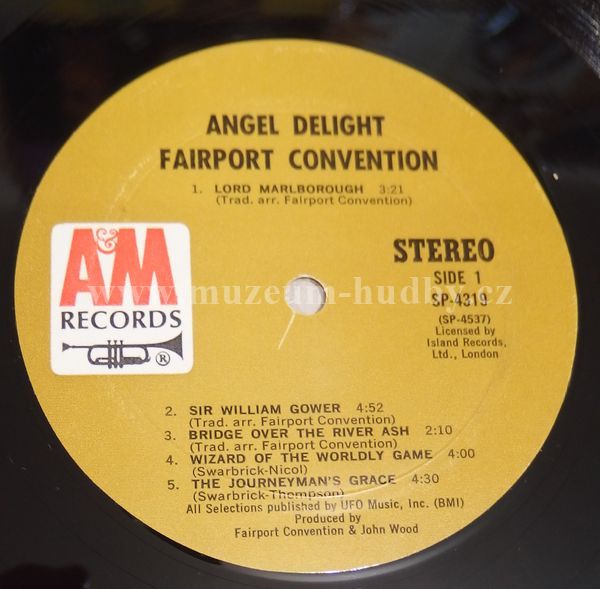 ANGEL DELIGHT
FAIRPORT CONVENTION
1. LORD MARLBOROUGH 3:21
(Trad. arr. Fairport Convention)
A&M
RECORDS
®
STEREO
SIDE 1
SP-4319
(SP-4537)
Licensed by
Island Records,
Ltd., London
www.muzeum-hudby.cz
2. SIR WILLIAM GOWER 4:52
(Trad. arr. Fairport Convention)
3. BRIDGE OVER THE RIVER ASH 2:10
(Trad. arr. Fairport Convention)
4. WIZARD OF THE WORLDLY GAME 4:00
(Swarbrick-Nicol)
5. THE JOURNEYMAN'S GRACE 4:30
(Swarbrick-Thompson)
All Selections published by UFO Music, Inc. (BMI)
Produced by
Fairport Convention & John Wood